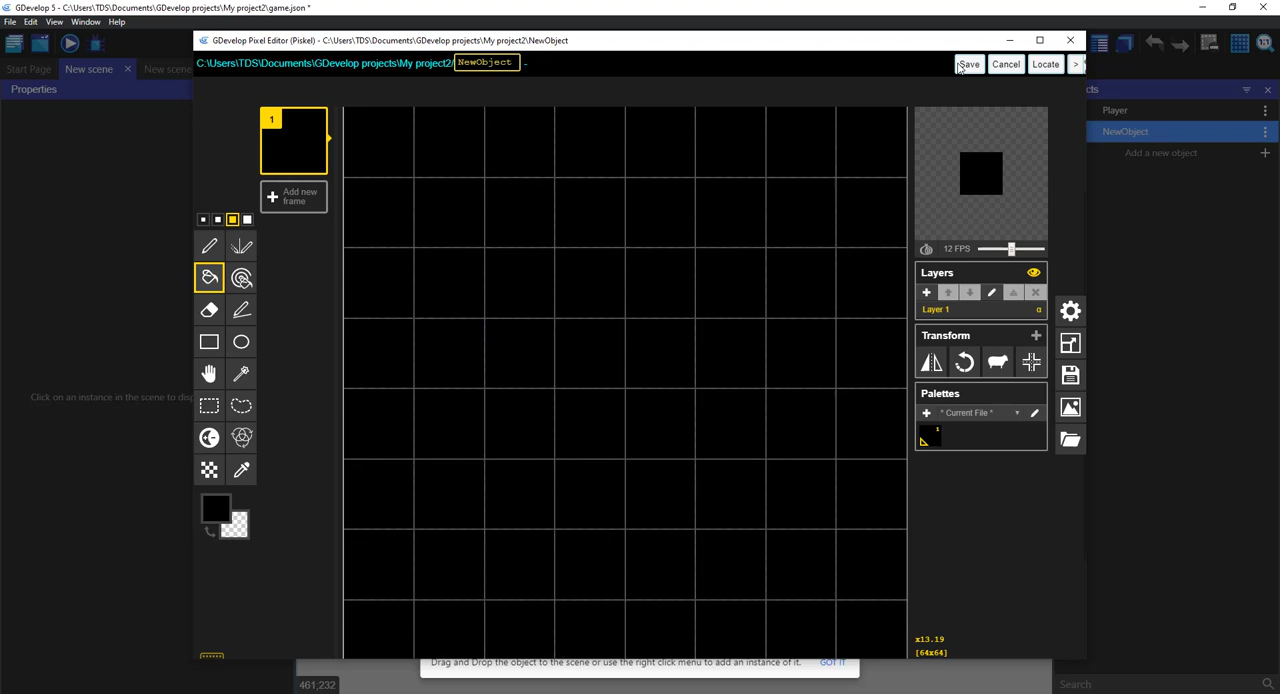 GDevelop 5 - C:\Users\TDS\Documents\GDevelop projects\My project2\game.json *
File Edit View Window Help
GDevelop Pixel Editor (Piskel) - C:\Users\TDS\Documents\GDevelop projects\My project2\NewObject
C:\Users\TDS\Documents\GDevelop projects\My project2/ NewObject -
Save Cancel Locate >
Start Page New scene × New scene
Properties
Player
NewObject
Add a new object
1
Add new frame
12 FPS
Layers
Layer 1 α
Transform
Palettes
* Current File *
1
Click on an instance in the scene to
x13.19
[64x64]
Drag and Drop the object to the scene or use the right click menu to add an instance of it. GOT IT
461,232
Search